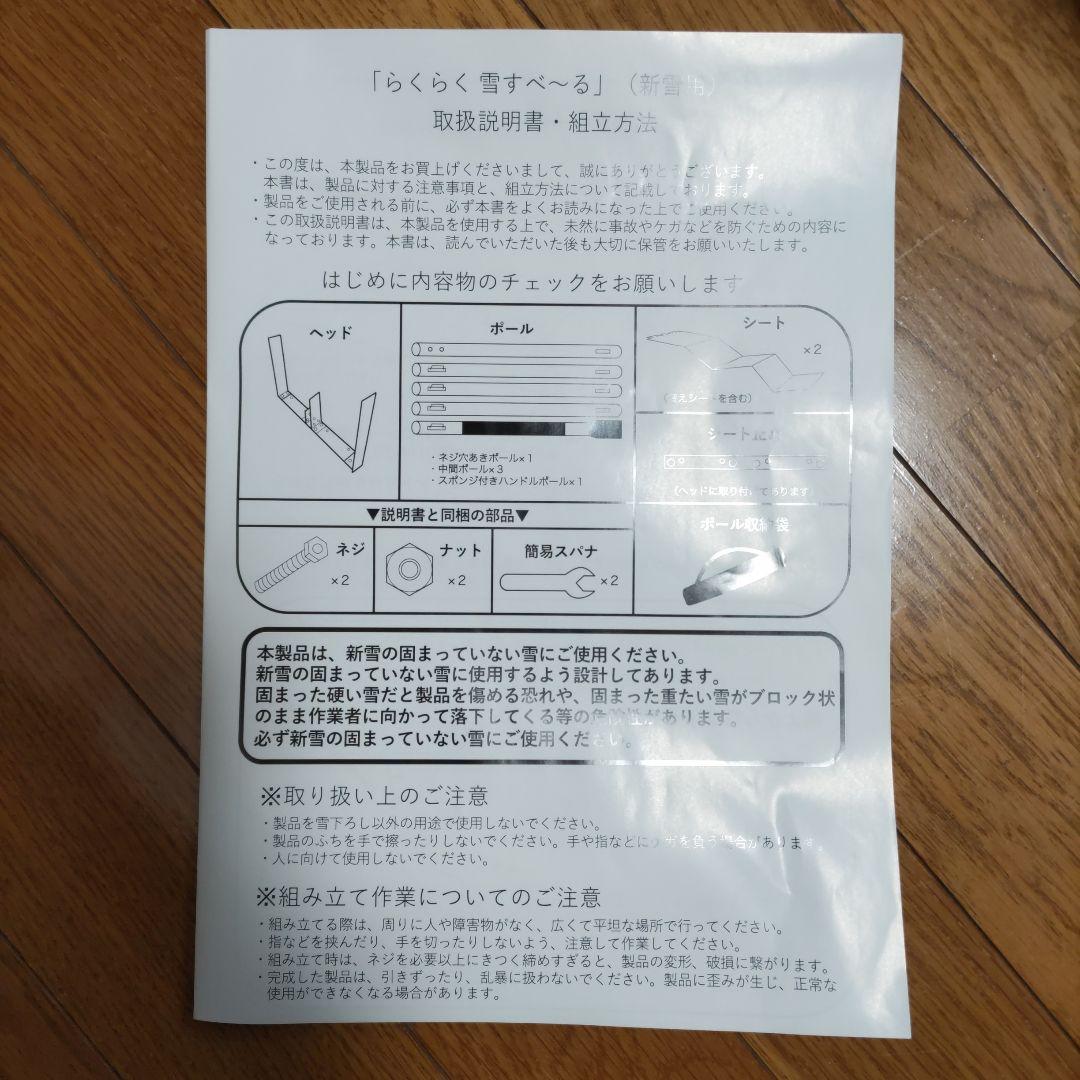 「らくらく 雪すべ〜る」（新雪用）
取扱説明書・組立方法
・この度は、本製品をお買上げくださいまして、誠にありがとうございます。
本書は、製品に対する注意事項と、組立方法について記載しております。
・製品をご使用される前に、必ず本書をよくお読みになった上でご使用ください。
・この取扱説明書は、本製品を使用する上で、未然に事故やケガなどを防ぐための内容に
なっております。本書は、読んでいただいた後も大切に保管をお願いいたします。
はじめに内容物のチェックをお願いします
ヘッド
ポール
・ネジ穴あきポール×1
・中間ポール×3
・スポンジ付きハンドルポール×1
シート
×2
（替えシートを含む）
シート止め
（ヘッドに取り付けてあります）
▼説明書と同梱の部品▼
ネジ
×2
ナット
×2
簡易スパナ
×2
ポール収納袋
本製品は、新雪の固まっていない雪にご使用ください。
新雪の固まっていない雪に使用するよう設計してあります。
固まった硬い雪だと製品を傷める恐れや、固まった重たい雪がブロック状
のまま作業者に向かって落下してくる等の危険性があります。
必ず新雪の固まっていない雪にご使用ください。
※取り扱い上のご注意
・製品を雪下ろし以外の用途で使用しないでください。
・製品のふちを手で擦ったりしないでください。手や指などにケガを負う場合があります。
・人に向けて使用しないでください。
※組み立て作業についてのご注意
・組み立てる際は、周りに人や障害物がなく、広くて平坦な場所で行ってください。
・指などを挟んだり、手を切ったりしないよう、注意して作業してください。
・組み立て時は、ネジを必要以上にきつく締めすぎると、製品の変形、破損に繋がります。
・完成した製品は、引きずったり、乱暴に扱わないでください。製品に歪みが生じ、正常な
使用ができなくなる場合があります。